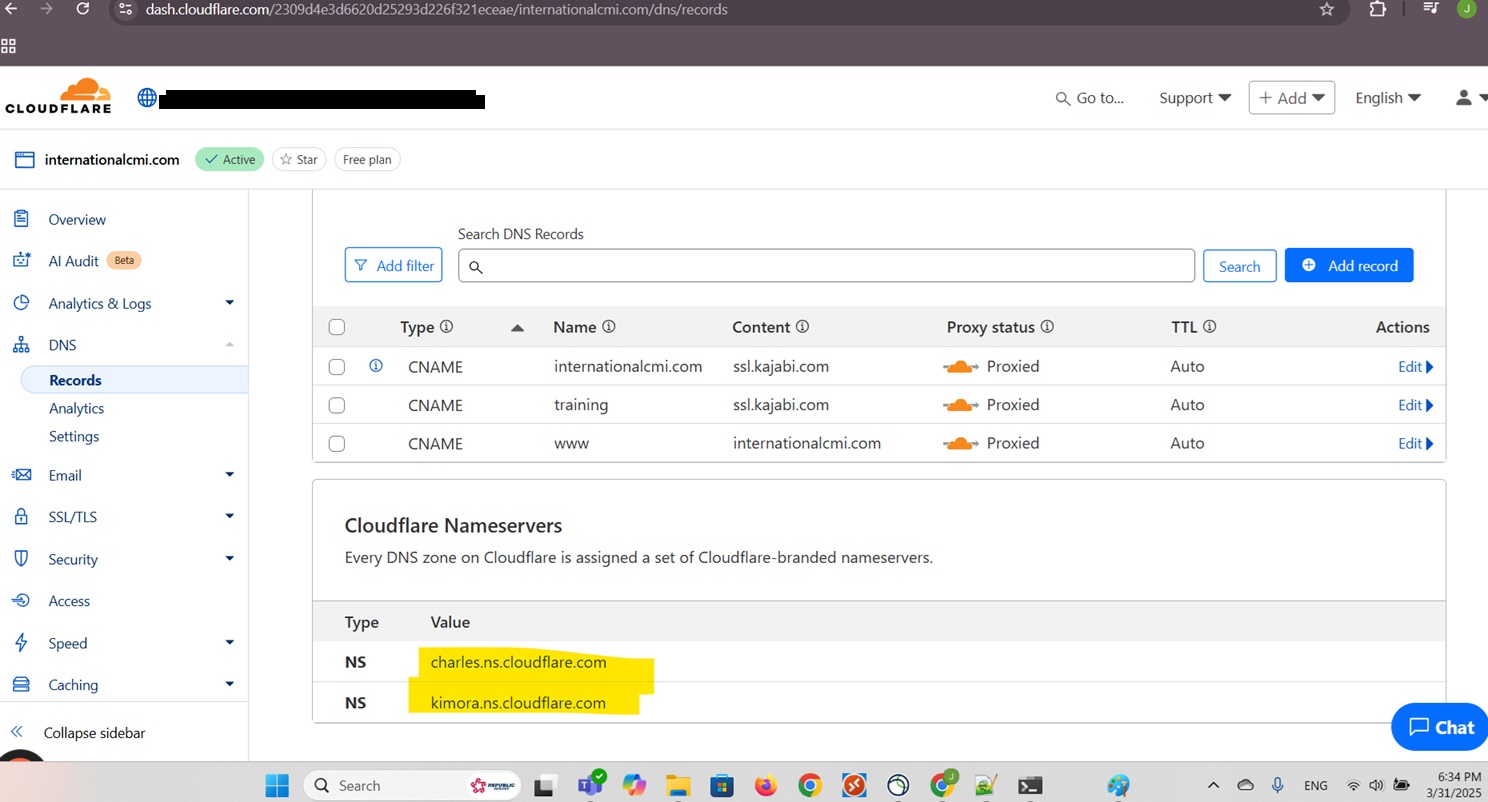 dash.cloudflare.com/2309d4e3d6620d25293d226f321eceae/internationalcmi.com/dns/records
J
CLOUDFLARE
Go to...
Support
+ Add
English
internationalcmi.com
Active
Star
Free plan
Overview
AI Audit Beta
Analytics & Logs
DNS
Records
Analytics
Settings
Email
SSL/TLS
Security
Access
Speed
Caching
Collapse sidebar
Search DNS Records
Add filter
Search
Add record
Type Name Content Proxy status TTL Actions
CNAME internationalcmi.com ssl.kajabi.com Proxied Auto Edit
CNAME training ssl.kajabi.com Proxied Auto Edit
CNAME www internationalcmi.com Proxied Auto Edit
Cloudflare Nameservers
Every DNS zone on Cloudflare is assigned a set of Cloudflare-branded nameservers.
Type Value
NS charles.ns.cloudflare.com
NS kimora.ns.cloudflare.com
Chat
Search
REPUBLIC
ENG
6:34 PM
3/31/2025